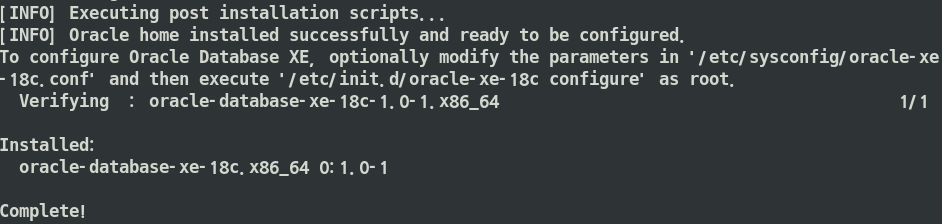 [INFO] Executing post installation scripts...
[INFO] Oracle home installed successfully and ready to be configured.
To configure Oracle Database XE, optionally modify the parameters in '/etc/sysconfig/oracle-xe
-18c.conf' and then execute '/etc/init.d/oracle-xe-18c configure' as root.
Verifying : oracle-database-xe-18c-1.0-1.x86_64 1/1
Installed:
oracle-database-xe-18c.x86_64 0:1.0-1
Complete!